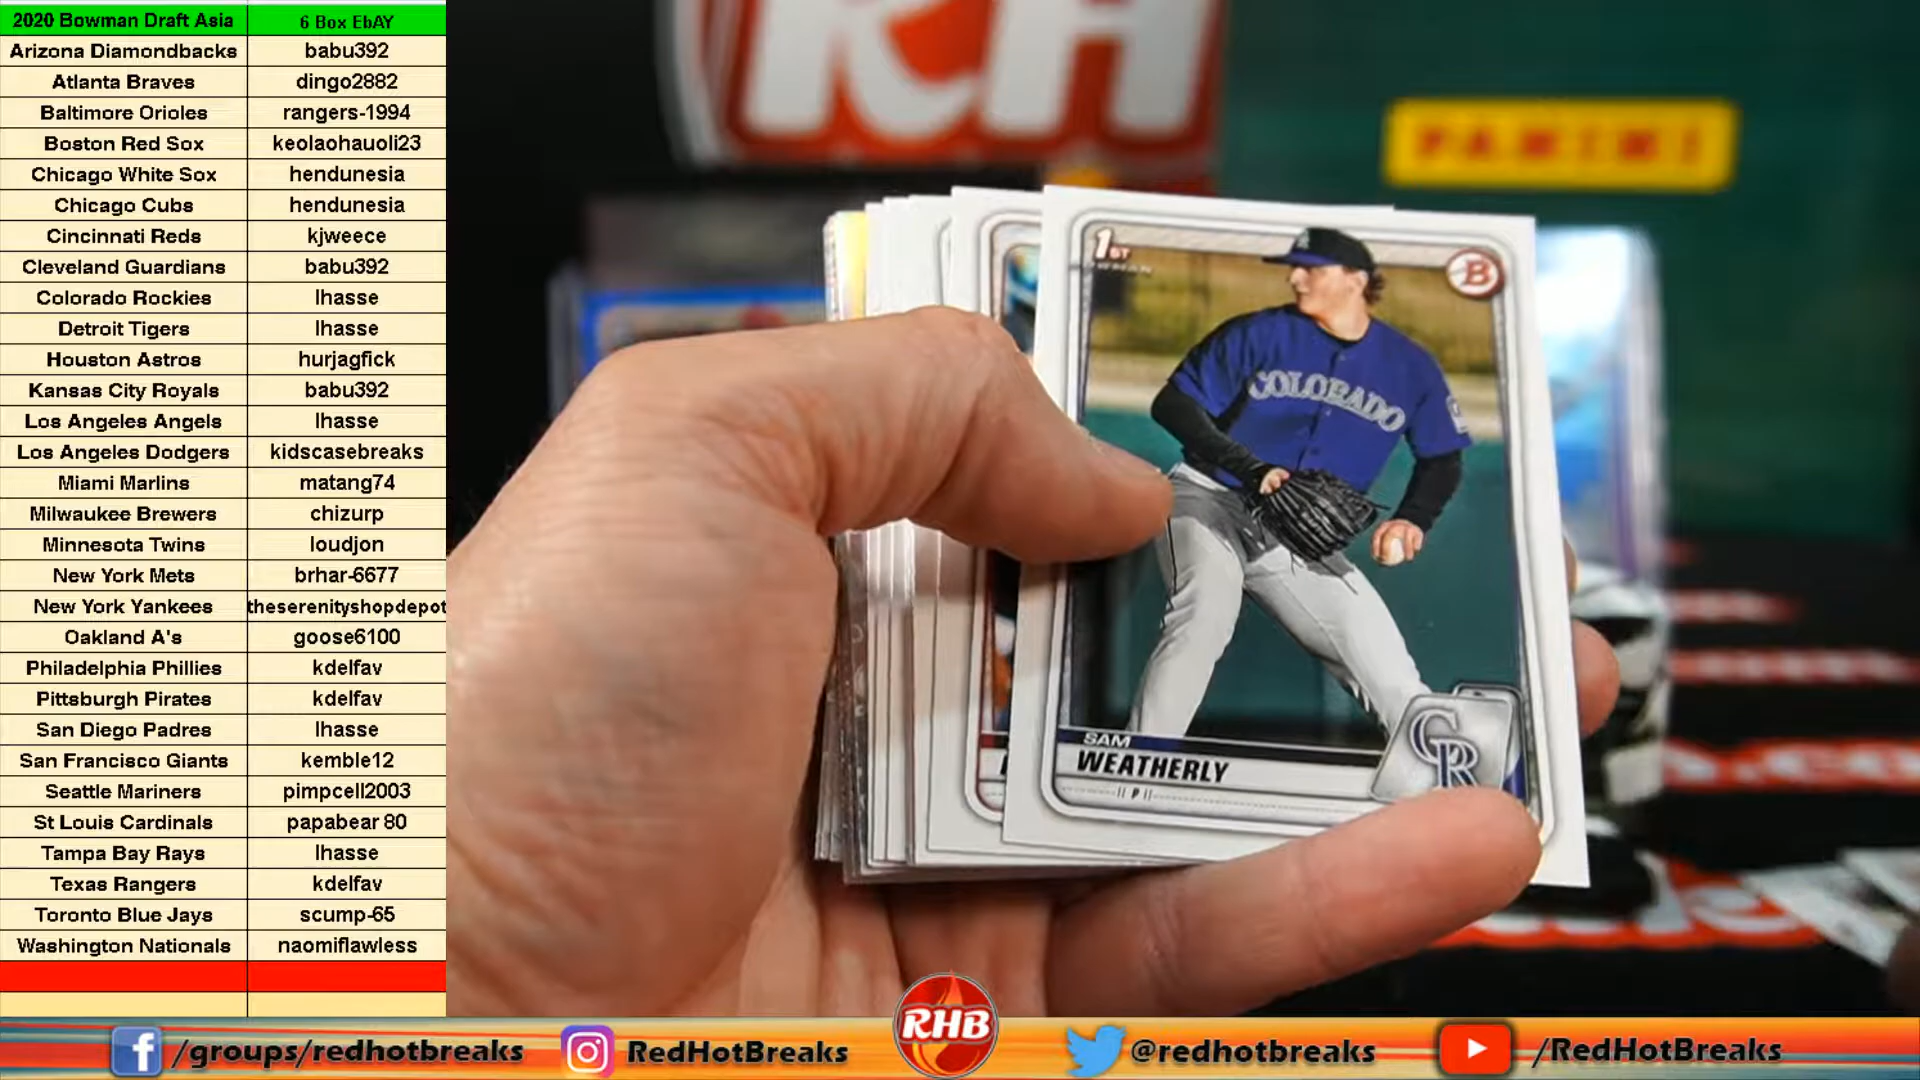 2020 Bowman Draft Asia 6 Box EbAY
Arizona Diamondbacks babu392
Atlanta Braves dingo2882
Baltimore Orioles rangers-1994
Boston Red Sox keolaohauoli23
Chicago White Sox hendunesia
Chicago Cubs hendunesia
Cincinnati Reds kjweece
Cleveland Guardians babu392
Colorado Rockies lhasse
Detroit Tigers lhasse
Houston Astros hurjagfick
Kansas City Royals babu392
Los Angeles Angels lhasse
Los Angeles Dodgers kidscasebreaks
Miami Marlins matang74
Milwaukee Brewers chizurp
Minnesota Twins loudjon
New York Mets brhar-6677
New York Yankees theserenityshopdepot
Oakland A's goose6100
Philadelphia Phillies kdelfav
Pittsburgh Pirates kdelfav
San Diego Padres lhasse
San Francisco Giants kemble12
Seattle Mariners pimpcell2003
St Louis Cardinals papabear 80
Tampa Bay Rays lhasse
Texas Rangers kdelfav
Toronto Blue Jays scump-65
Washington Nationals naomiflawless
RH
PANINI
1ST
B
COLORADO
CR
SAM
WEATHERLY
P
/groups/redhotbreaks
RedHotBreaks
RHB
@redhotbreaks
/RedHotBreaks